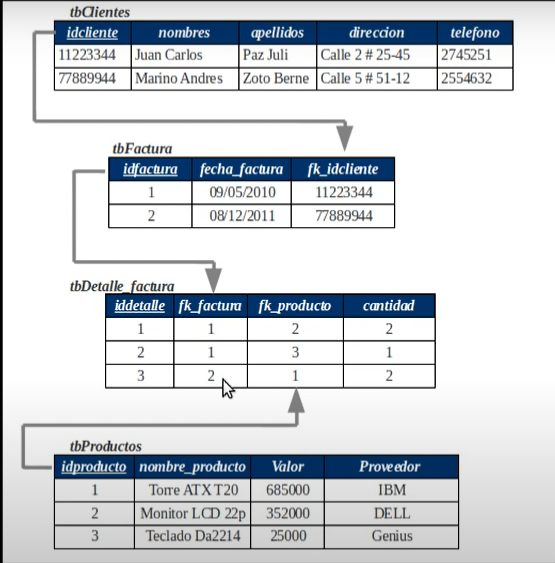 tbClientes
idcliente nombres apellidos direccion telefono
11223344 Juan Carlos Paz Juli Calle 2 # 25-45 2745251
77889944 Marino Andres Zoto Berne Calle 5 # 51-12 2554632
tbFactura
idfactura fecha_factura fk_idcliente
1 09/05/2010 11223344
2 08/12/2011 77889944
tbDetalle_factura
iddetalle fk_factura fk_producto cantidad
1 1 2 2
2 1 3 1
3 2 1 2
tbProductos
idproducto nombre_producto Valor Proveedor
1 Torre ATX T20 685000 IBM
2 Monitor LCD 22p 352000 DELL
3 Teclado Da2214 25000 Genius